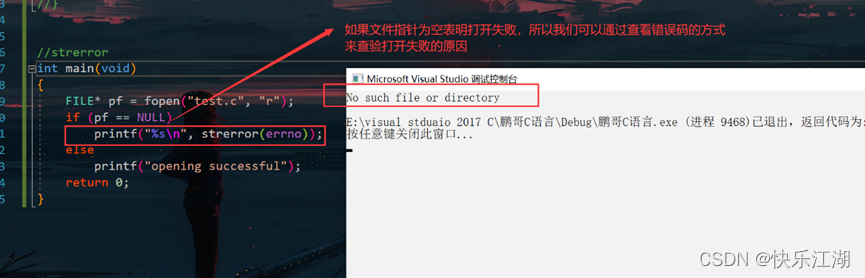 //}
//strerror
int main(void)
{
FILE* pf = fopen("test.c", "r");
if (pf == NULL)
printf("%s\n", strerror(errno));
else
printf("opening successful");
return 0;
}
如果文件指针为空表明打开失败，所以我们可以通过查看错误码的方式
来查验打开失败的原因
Microsoft Visual Studio 调试控制台
No such file or directory
E:\visual stduaio 2017 C\鹏哥C语言\Debug\鹏哥C语言.exe (进程 9468)已退出，返回代码为:
按任意键关闭此窗口...
CSDN @快乐江湖